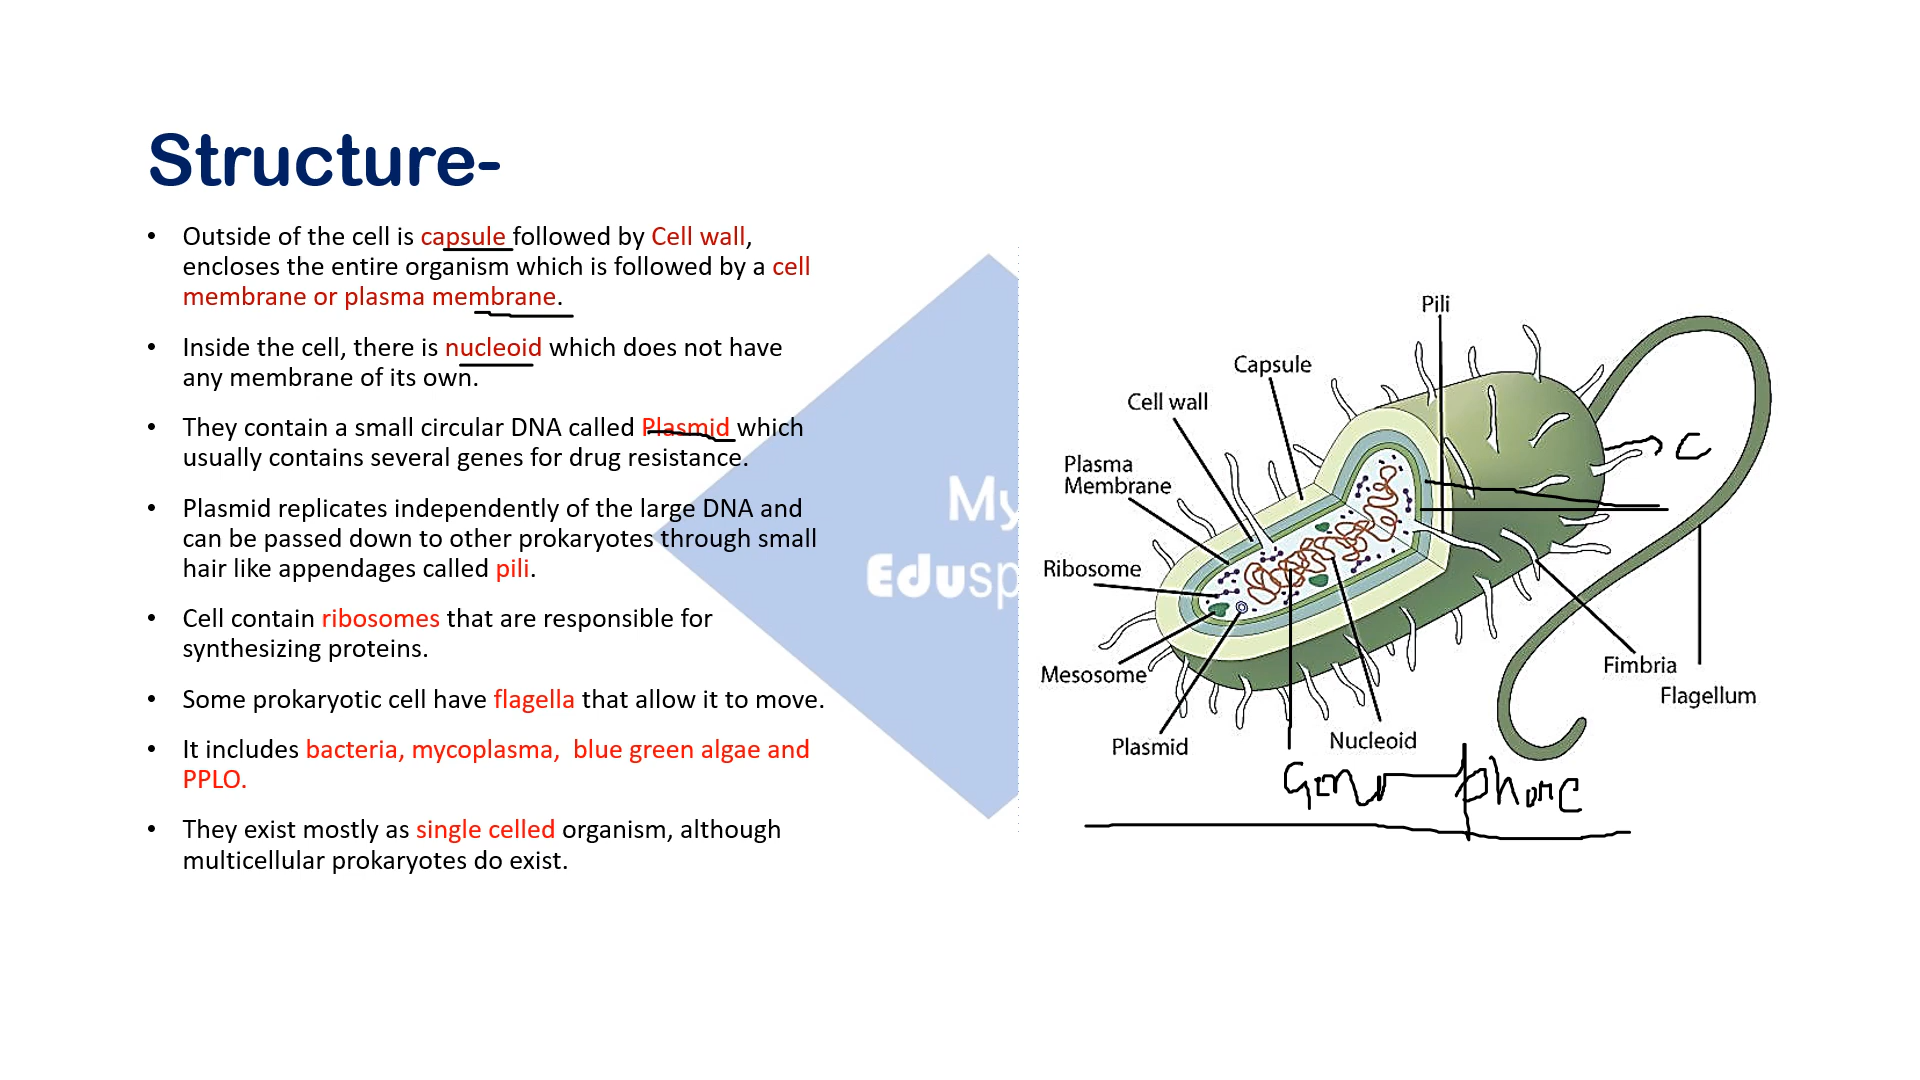 Structure-
• Outside of the cell is capsule followed by Cell wall,
encloses the entire organism which is followed by a cell
membrane or plasma membrane.
• Inside the cell, there is nucleoid which does not have
any membrane of its own.
• They contain a small circular DNA called Plasmid which
usually contains several genes for drug resistance.
• Plasmid replicates independently of the large DNA and
can be passed down to other prokaryotes through small
hair like appendages called pili.
• Cell contain ribosomes that are responsible for
synthesizing proteins.
• Some prokaryotic cell have flagella that allow it to move.
• It includes bacteria, mycoplasma,  blue green algae and
PPLO.
• They exist mostly as single celled organism, although
multicellular prokaryotes do exist.
My
Edusp
Pili
Capsule
Cell wall
Plasma
Membrane
Ribosome
Mesosome
Plasmid
Nucleoid
Fimbria
Flagellum
C